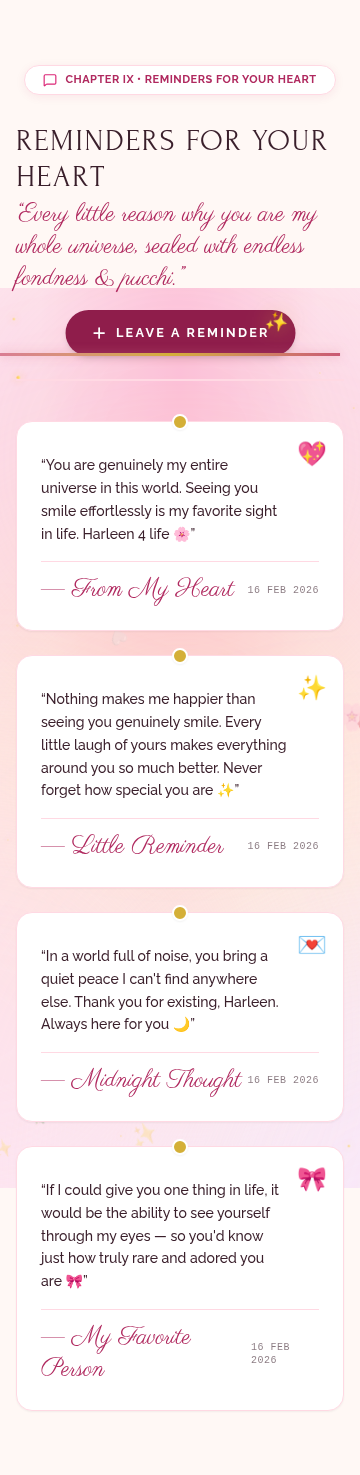 CHAPTER IX • REMINDERS FOR YOUR HEART
REMINDERS FOR YOUR
HEART
“Every little reason why you are my
whole universe, sealed with endless
fondness & pucchi.”
+ LEAVE A REMINDER
“You are genuinely my entire
universe in this world. Seeing you
smile effortlessly is my favorite sight
in life. Harleen 4 life 🌸”
— From My Heart 16 FEB 2026
“Nothing makes me happier than
seeing you genuinely smile. Every
little laugh of yours makes everything
around you so much better. Never
forget how special you are ✨”
— Little Reminder 16 FEB 2026
“In a world full of noise, you bring a
quiet peace I can't find anywhere
else. Thank you for existing, Harleen.
Always here for you 🌙”
— Midnight Thought 16 FEB 2026
“If I could give you one thing in life, it
would be the ability to see yourself
through my eyes — so you'd know
just how truly rare and adored you
are 🎀”
— My Favorite
Person
16 FEB
2026